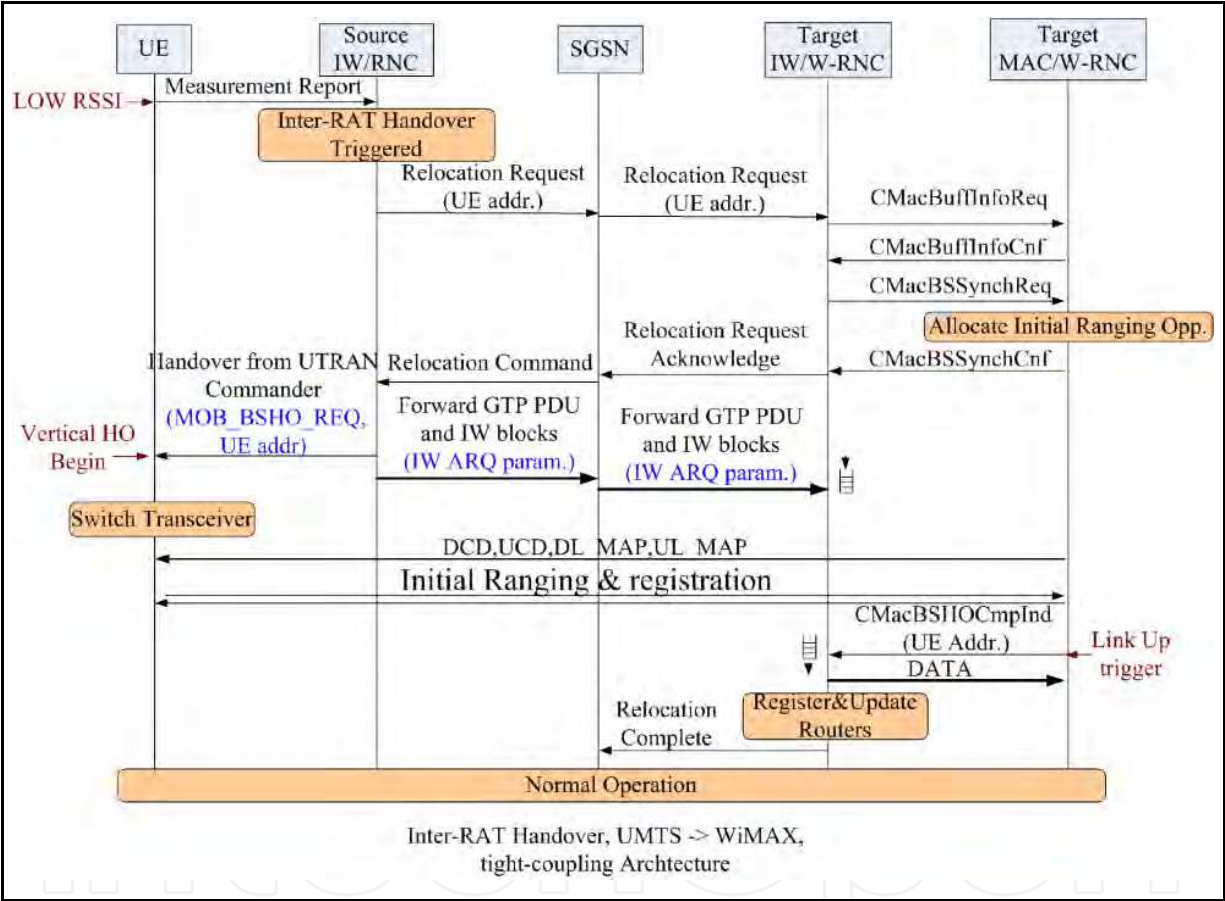 UE
Source
IW/RNC
SGSN
Target
IW/W-RNC
Target
MAC/W-RNC
LOW RSSI
Measurement Report
Inter-RAT Handover
Triggered
Relocation Request
(UE addr.)
Relocation Request
(UE addr.)
CMacBuffInfoReq
CMacBuffInfoCnf
CMacBSSynchReq
Allocate Initial Ranging Opp.
Relocation Request
Acknowledge
CMacBSSynchCnf
Handover from UTRAN
Commander
(MOB_BSHO_REQ,
UE addr)
Relocation Command
Vertical HO
Begin
Forward GTP PDU
and IW blocks
(IW ARQ param.)
Forward GTP PDU
and IW blocks
(IW ARQ param.)
Switch Transceiver
DCD,UCD,DL_MAP,UL_MAP
Initial Ranging & registration
CMacBSHOCmpInd
(UE Addr.)
Link Up
trigger
DATA
Register&Update
Routers
Relocation
Complete
Normal Operation
Inter-RAT Handover, UMTS -> WiMAX,
tight-coupling Archtecture